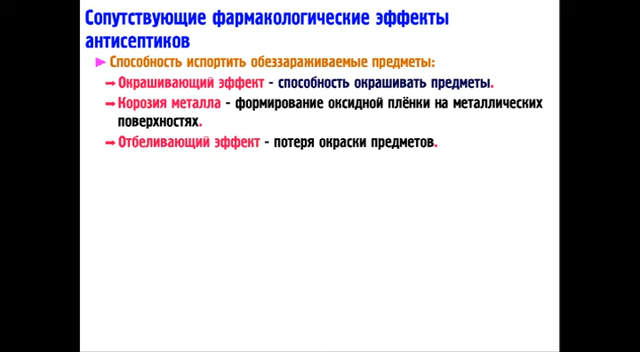 Сопутствующие фармакологические эффекты
антисептиков
Способность испортить обеззараживаемые предметы:
Окрашивающий эффект - способность окрашивать предметы.
Корозия металла - формирование оксидной плёнки на металлических
поверхностях.
Отбеливающий эффект - потеря окраски предметов.